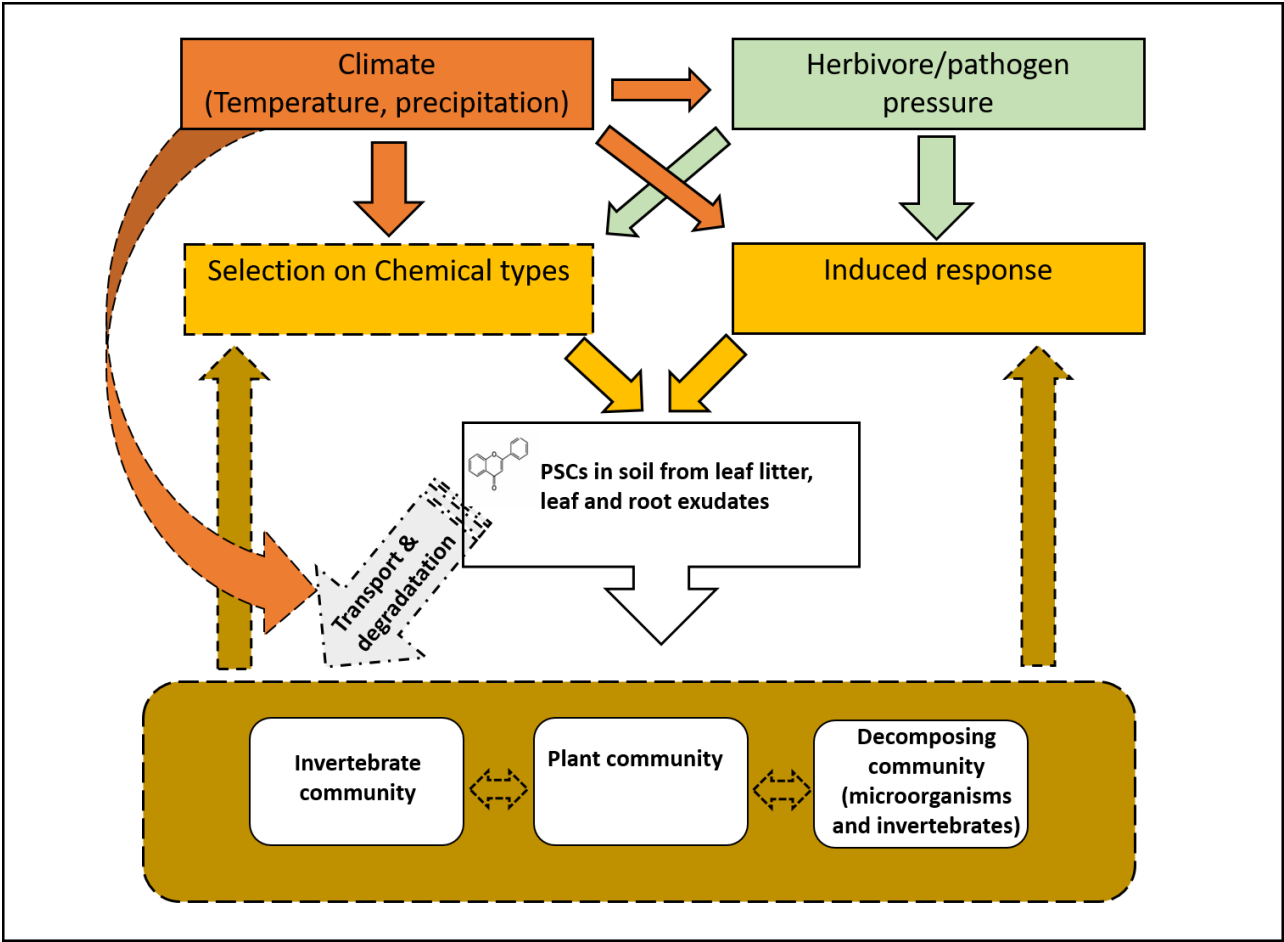 Climate
(Temperature, precipitation)
Herbivore/pathogen
pressure
Selection on Chemical types
Induced response
O
O
PSCs in soil from leaf litter,
leaf and root exudates
Transport &
degradatation
Invertebrate
community
Plant community
Decomposing
community
(microorganisms
and invertebrates)